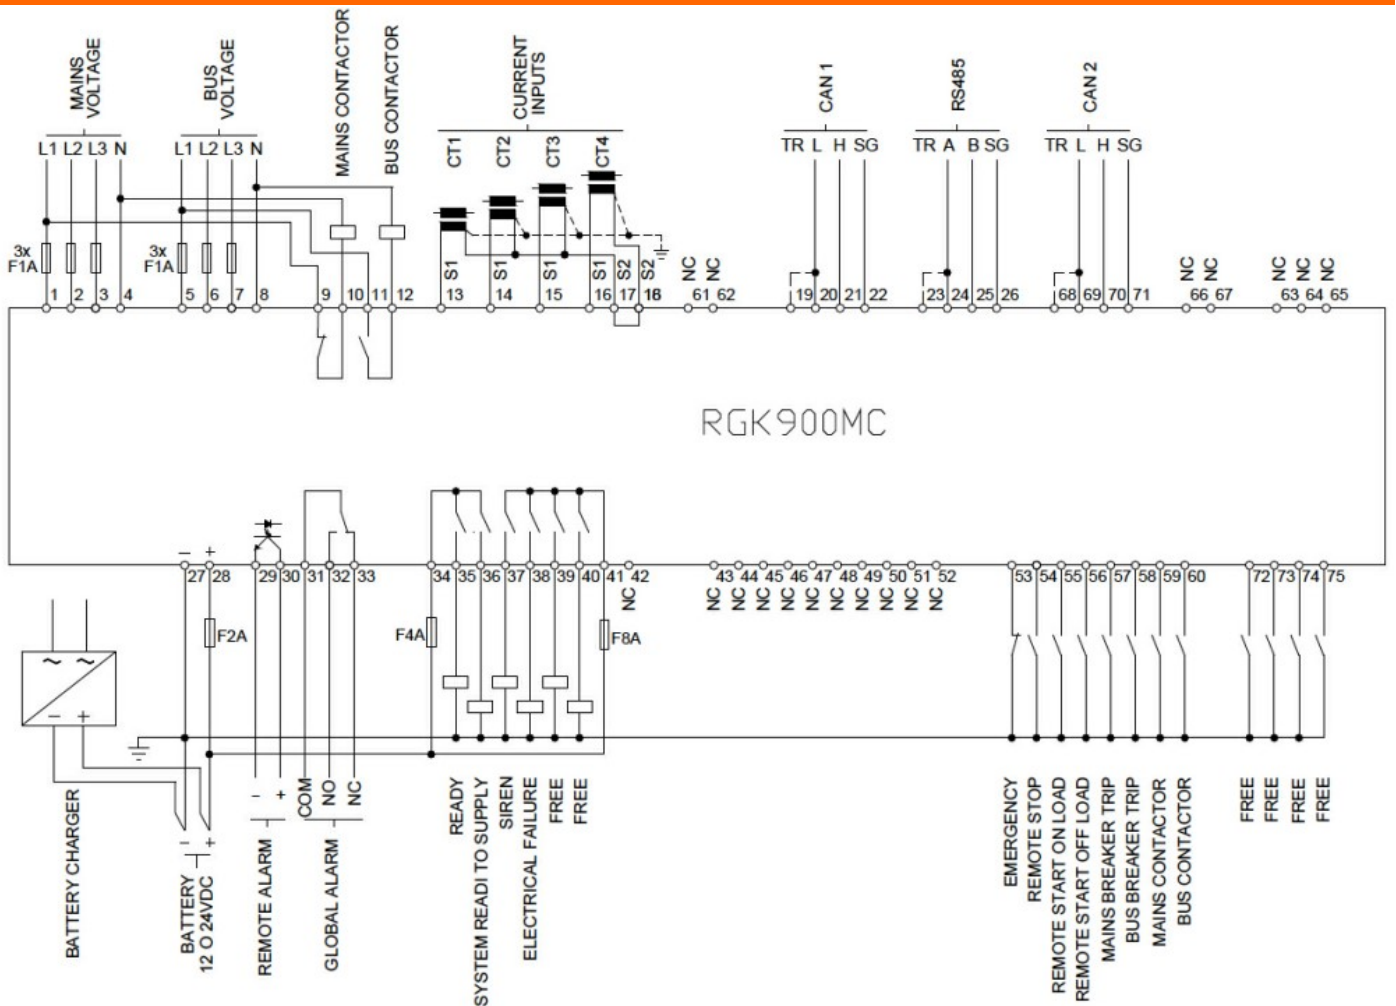 MAINS
VOLTAGE
BUS
VOLTAGE
MAINS CONTACTOR
BUS CONTACTOR
CURRENT
INPUTS
CAN 1
RS485
CAN 2
L1 L2 L3 N
L1 L2 L3 N
CT1 CT2 CT3 CT4
TR L H SG
TR A B SG
TR L H SG
3x
F1A
3x
F1A
S1 S1 S1 S1 S2 S2
NC NC
NC NC
NC NC NC
1 2 3 4 5 6 7 8 9 10 11 12 13 14 15 16 17 16 61 62 19 20 21 22 23 24 25 26 68 69 70 71 66 67 63 64 65
RGK900MC
− +
27 28 29 30 31 32 33 34 35 36 37 38 39 40 41 42 43 44 45 46 47 48 49 50 51 52 53 54 55 56 57 58 59 60 72 73 74 75
NC
NC NC NC NC NC NC NC NC NC NC
F2A
F4A
F8A
~ ~
− +
− +
− +
COM
NO
NC
BATTERY CHARGER
BATTERY
12 O 24VDC
REMOTE ALARM
GLOBAL ALARM
READY
SYSTEM READI TO SUPPLY
SIREN
ELECTRICAL FAILURE
FREE
FREE
EMERGENCY
REMOTE STOP
REMOTE START ON LOAD
REMOTE START OFF LOAD
MAINS BREAKER TRIP
BUS BREAKER TRIP
MAINS CONTACTOR
BUS CONTACTOR
FREE
FREE
FREE
FREE